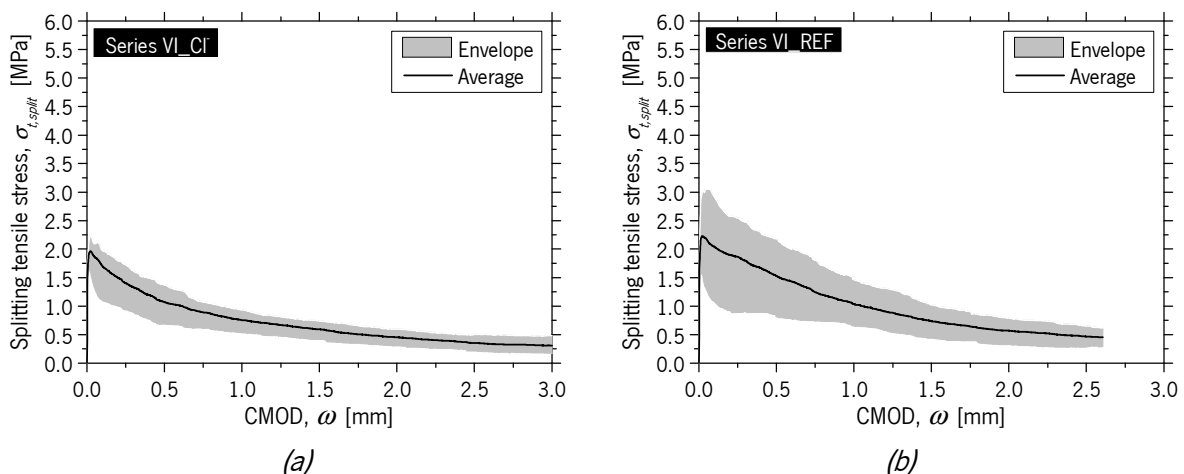 Series VI_Cl-
Envelope
Average
Splitting tensile stress, σt,split [MPa]
6.0
5.5
5.0
4.5
4.0
3.5
3.0
2.5
2.0
1.5
1.0
0.5
0.0
0.0 0.5 1.0 1.5 2.0 2.5 3.0
CMOD, ω [mm]
(a)
Series VI_REF
Envelope
Average
Splitting tensile stress, σt,split [MPa]
6.0
5.5
5.0
4.5
4.0
3.5
3.0
2.5
2.0
1.5
1.0
0.5
0.0
0.0 0.5 1.0 1.5 2.0 2.5 3.0
CMOD, ω [mm]
(b)